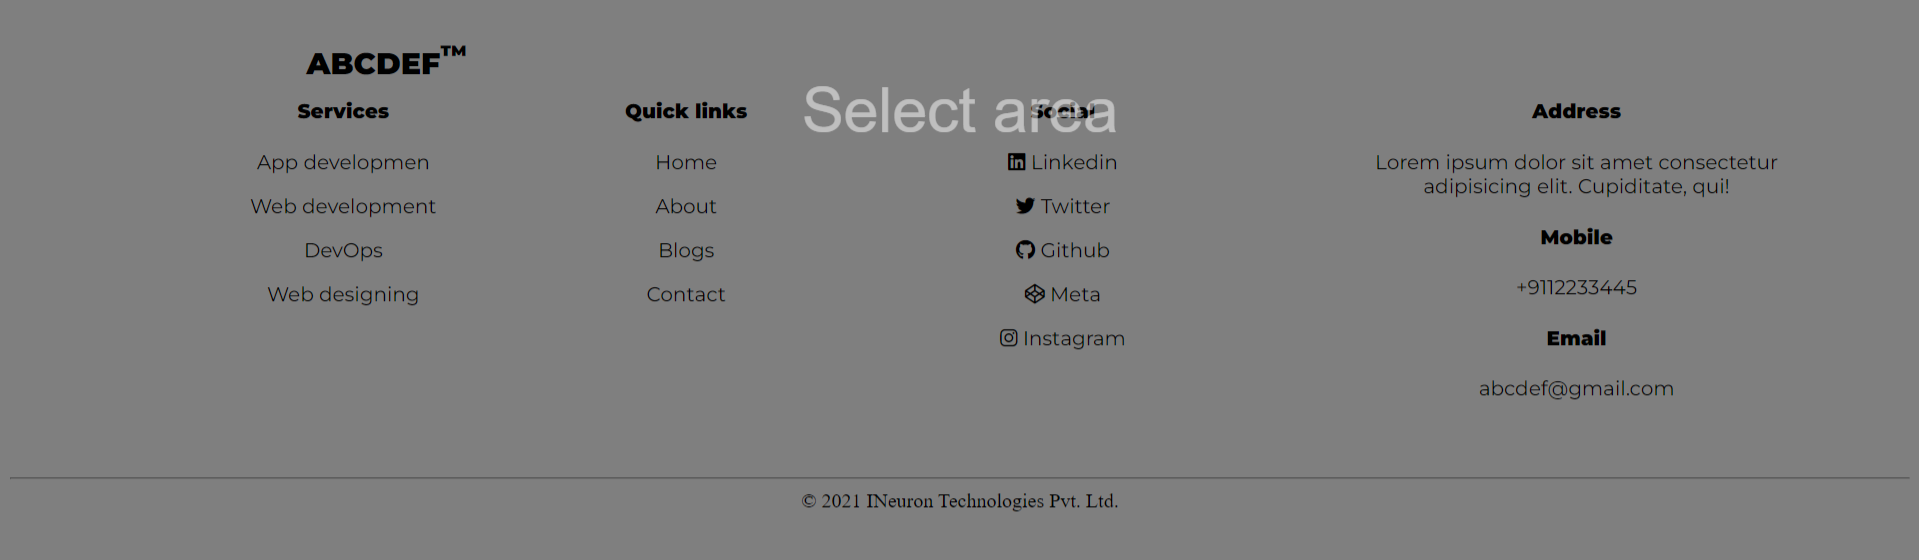 ABCDEF™
Select area
Services
App developmen
Web development
DevOps
Web designing
Quick links
Home
About
Blogs
Contact
Social
Linkedin
Twitter
Github
Meta
Instagram
Address
Lorem ipsum dolor sit amet consectetur
adipisicing elit. Cupiditate, qui!
Mobile
+9112233445
Email
abcdef@gmail.com
© 2021 INeuron Technologies Pvt. Ltd.